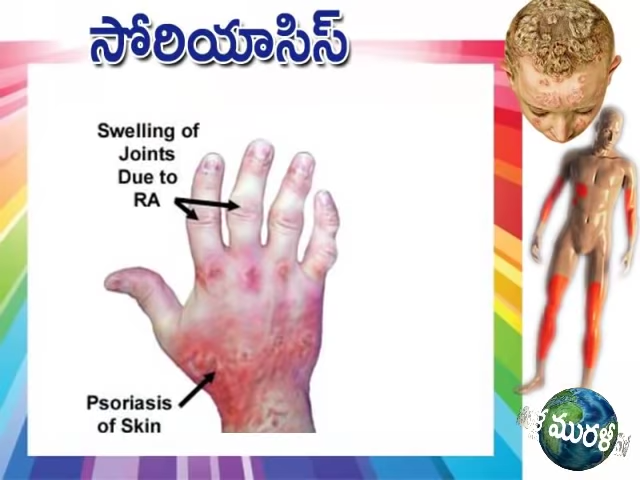 సోరియాసిస్
Swelling of
Joints
Due to
RA
Psoriasis
of Skin
మురళీ